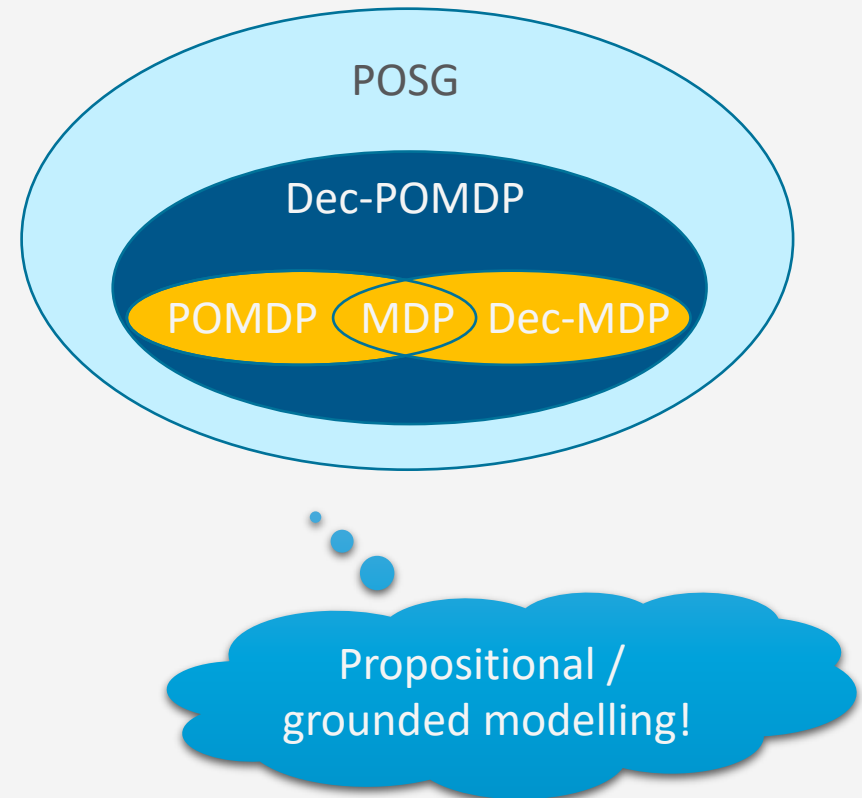 POSG
Dec-POMDP
POMDP MDP Dec-MDP
Propositional /
grounded modelling!